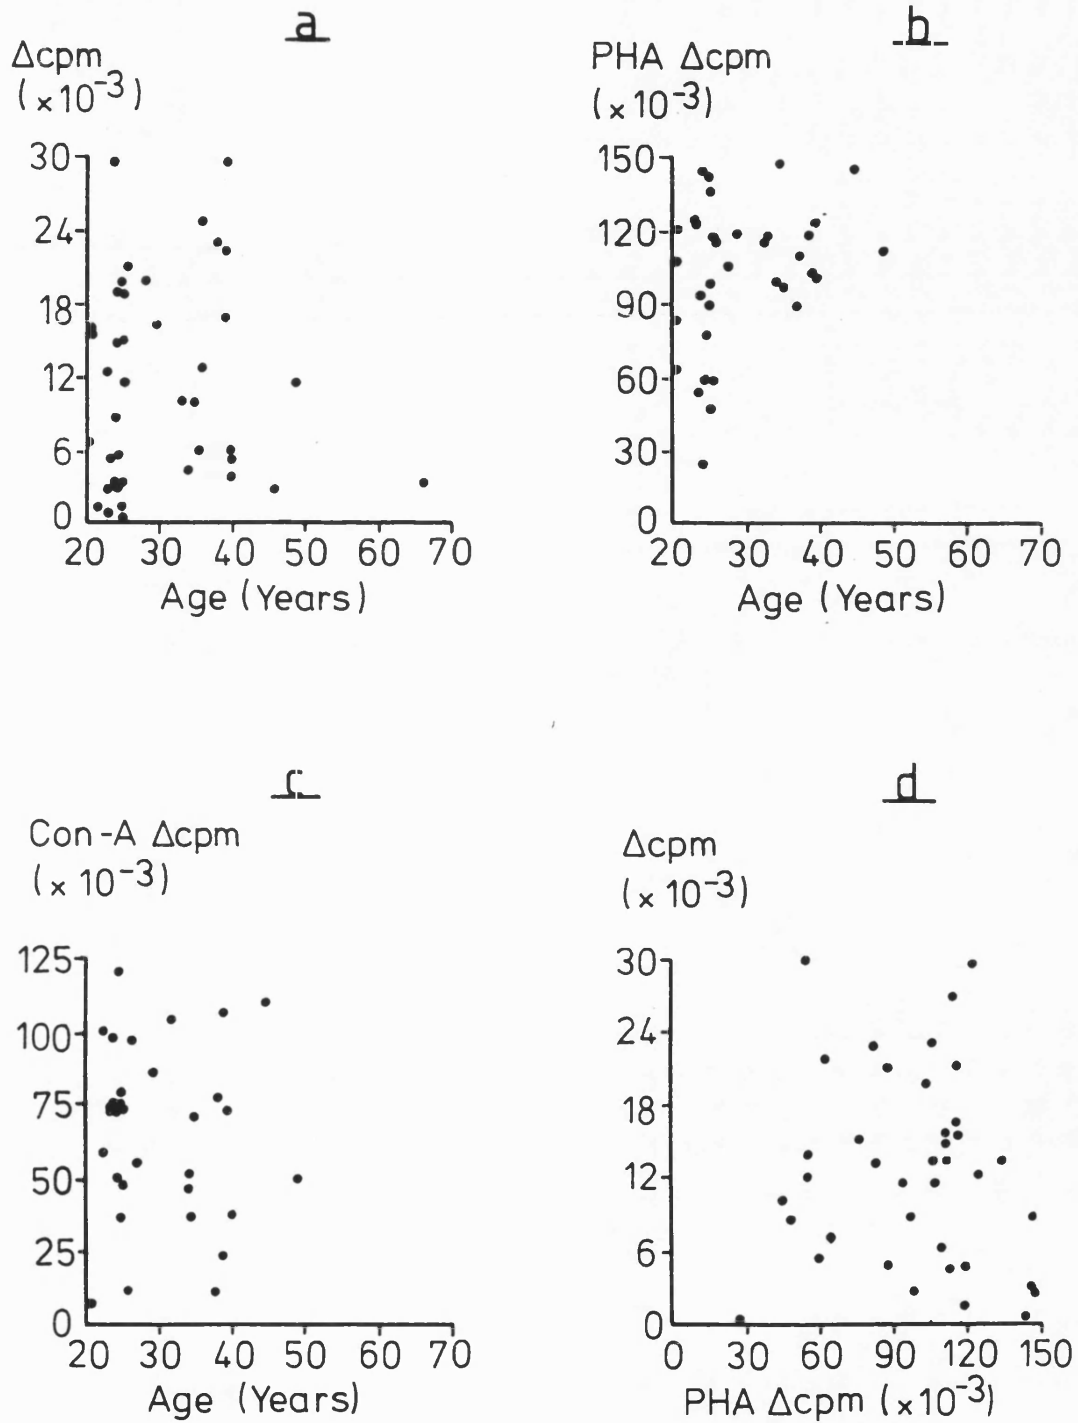 a
Δcpm
(×10⁻³)
30
24
18
12
6
0
20 30 40 50 60 70
Age (Years)
b
PHA Δcpm
(×10⁻³)
150
120
90
60
30
0
20 30 40 50 60 70
Age (Years)
c
Con-A Δcpm
(×10⁻³)
125
100
75
50
25
0
20 30 40 50 60 70
Age (Years)
d
Δcpm
(×10⁻³)
30
24
18
12
6
0
0 30 60 90 120 150
PHA Δcpm (×10⁻³)